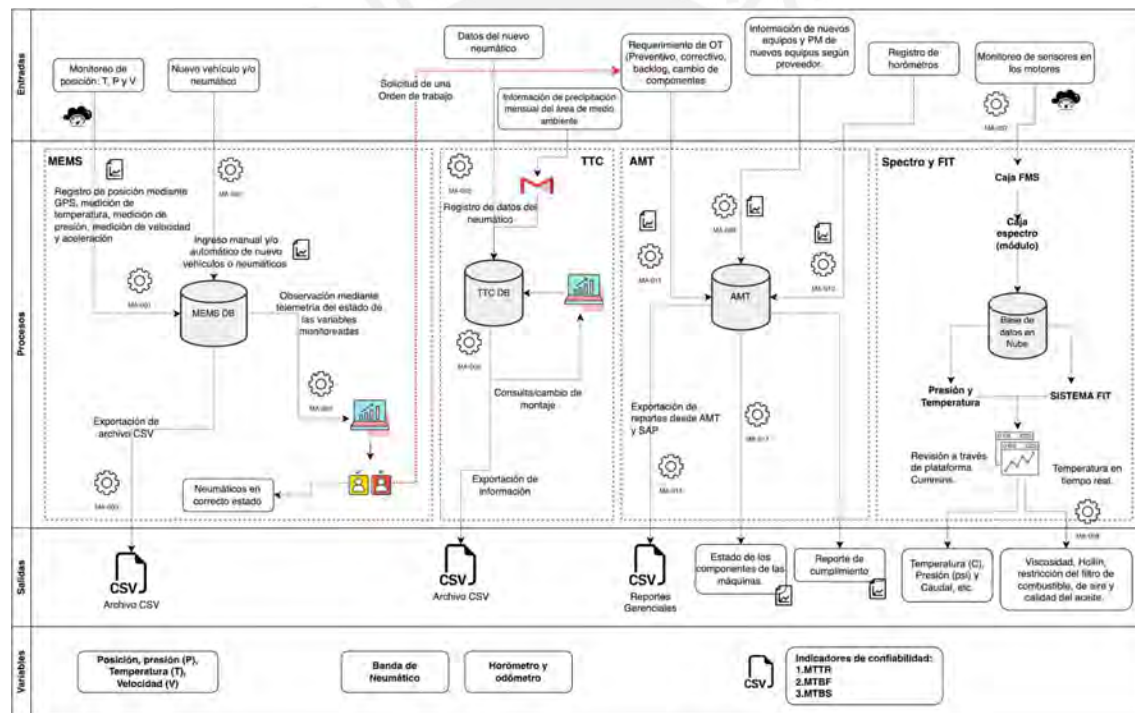 Entradas
Monitoreo de
posición: T, P y V
Nuevo vehículo y/o
neumático
Solicitud de una
Orden de trabajo
Datos del nuevo
neumático
Información de precipitación
mensual del área de medio
ambiente
Requerimiento de OT
(Preventivo, correctivo,
backlog, cambio de
componentes
Información de nuevos
equipos y PM de
nuevos equipos según
proveedor.
Registro de
horómetros
Monitoreo de sensores en
los motores
Procesos
MEMS
Registro de posición mediante
GPS, medición de
temperatura, medición de
presión, medición de velocidad
y aceleración
Ingreso manual y/o
automático de nuevo
vehículos o neumáticos
MEMS DB
Observación mediante
telemetría del estado de
las variables
monitoreadas
Exportación de
archivo CSV
Neumáticos en
correcto estado
TTC
Registro de datos del
neumático
TTC DB
Consulta/cambio de
montaje
Exportación de
información
AMT
AMT
Exportación de
reportes desde AMT
y SAP
Spectro y FIT
Caja FMS
Caja
espectro
(módulo)
Base de
datos en
Nube
Presión y
Temperatura
SISTEMA FIT
Revisión a través
de plataforma
Cummins.
Temperatura en
tiempo real.
Salidas
CSV
Archivo CSV
CSV
Archivo CSV
CSV
Reportes
Gerenciales
Estado de los
componentes de las
máquinas.
Reporte de
cumplimiento
Temperatura (C),
Presión (psi) y
Caudal, etc.
Viscosidad, Hollín,
restricción del filtro de
combustible, de aire y
calidad del aceite.
Variables
Posición, presión (P),
Temperatura (T),
Velocidad (V)
Banda de
Neumático
Horómetro y
odómetro
CSV
Indicadores de confiabilidad:
1.MTTR
2.MTBF
3.MTBS